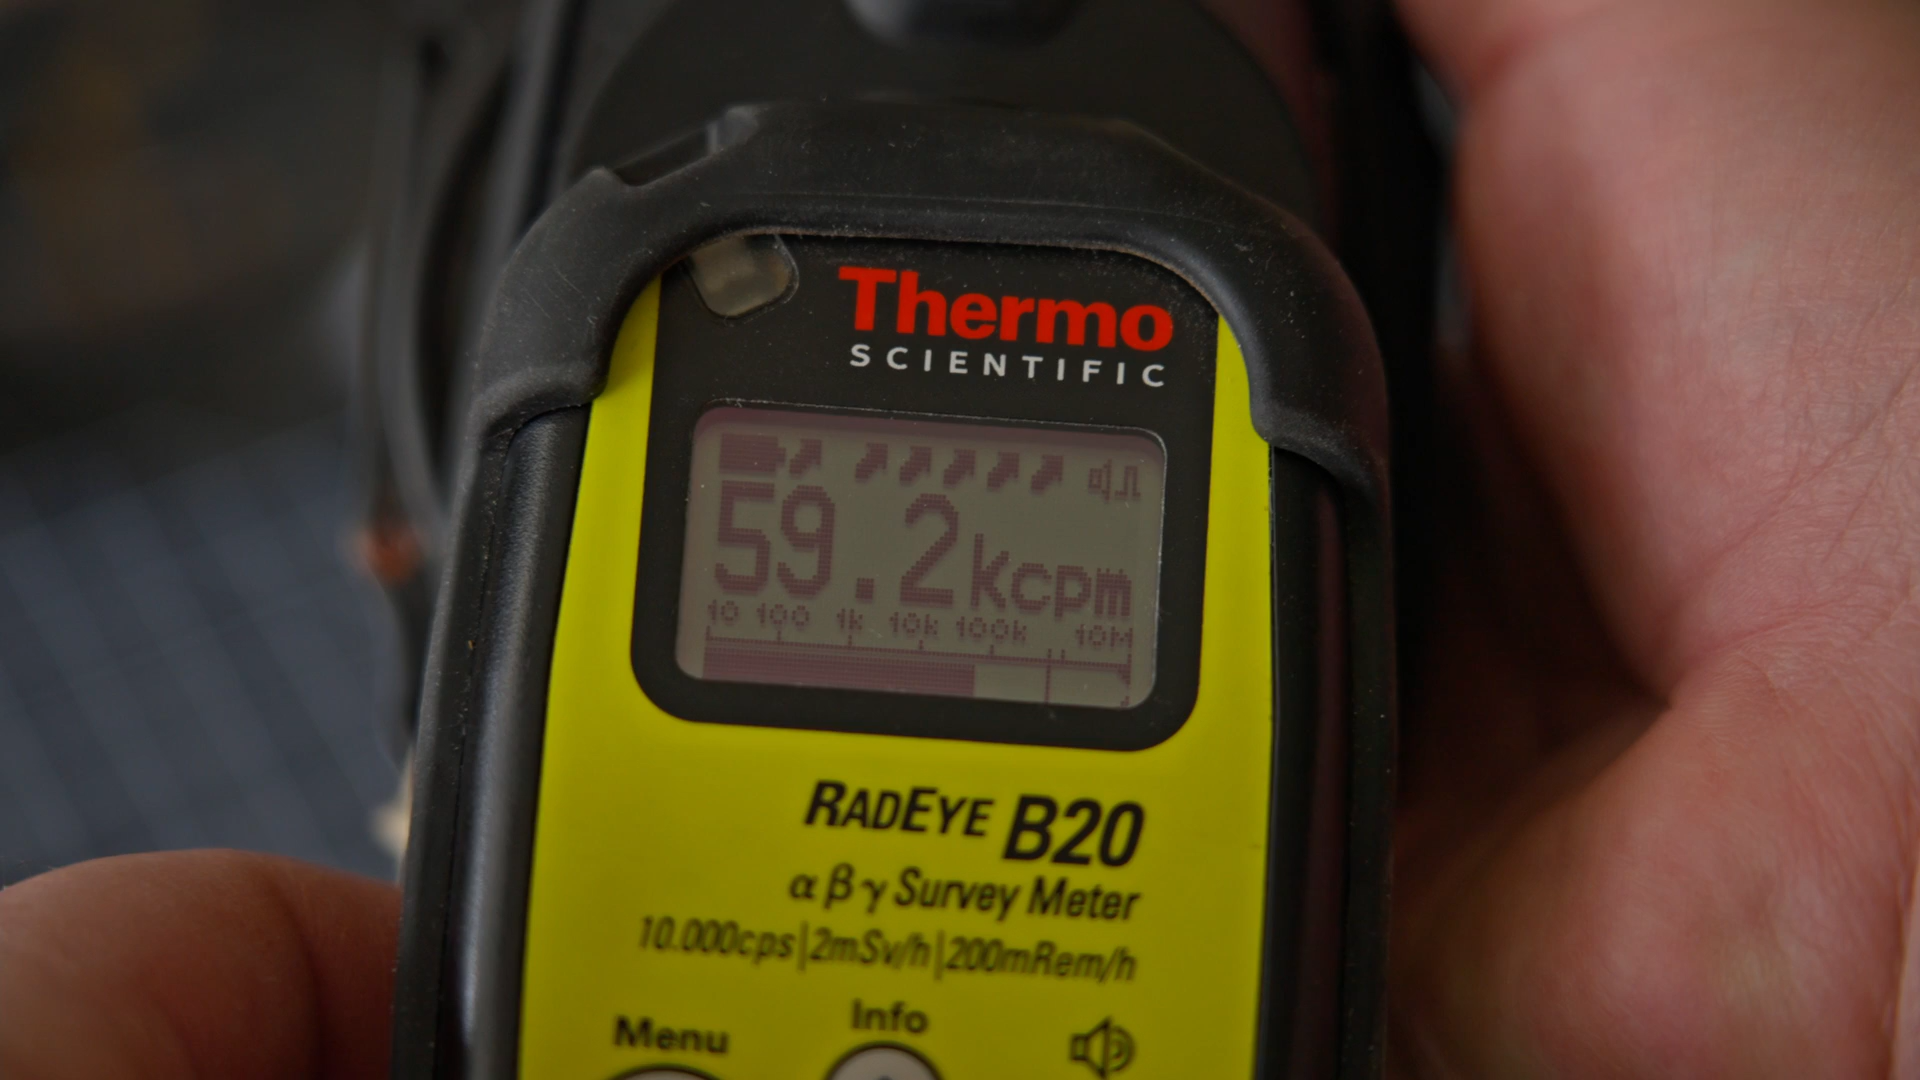 Thermo
SCIENTIFIC
59.2kcpm
10 100 1k 10k 100k 10M
RADEYE B20
α β γ Survey Meter
10.000cps|2mSv/h|200mRem/h
Info
Menu